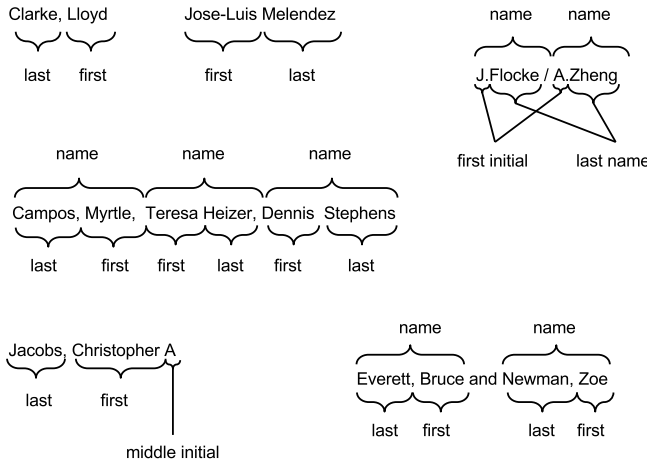 Clarke, Lloyd
last first
Jose-Luis Melendez
first last
name name
J.Flocke / A.Zheng
first initial last name
name name name
Campos, Myrtle, Teresa Heizer, Dennis Stephens
last first first last first last
Jacobs, Christopher A
last first
middle initial
name name
Everett, Bruce and Newman, Zoe
last first last first